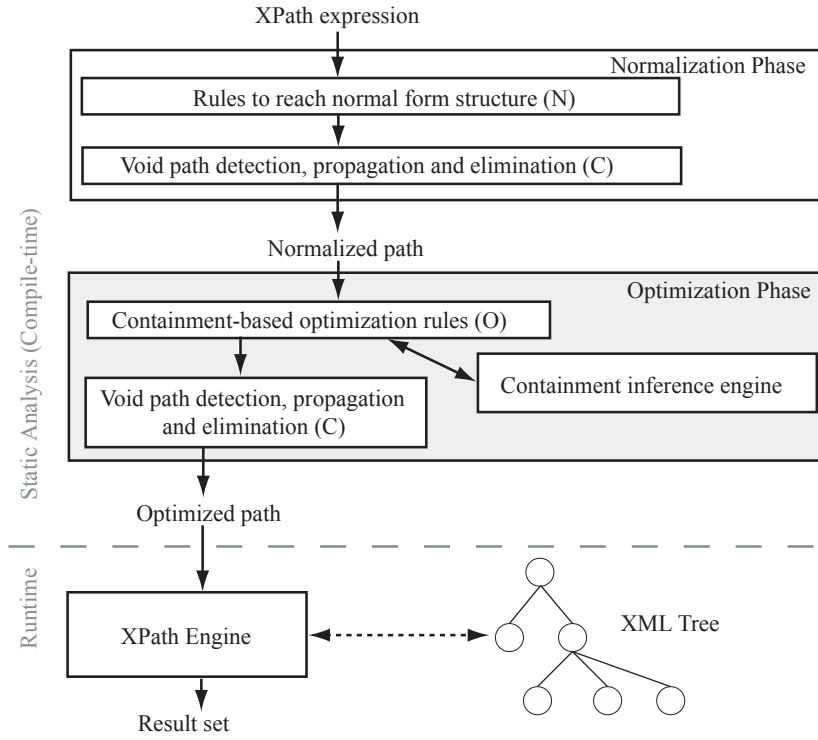 XPath expression
Normalization Phase
Rules to reach normal form structure (N)
Void path detection, propagation and elimination (C)
Normalized path
Optimization Phase
Containment-based optimization rules (O)
Containment inference engine
Void path detection, propagation
and elimination (C)
Static Analysis (Compile-time)
Optimized path
Runtime
XPath Engine
XML Tree
Result set